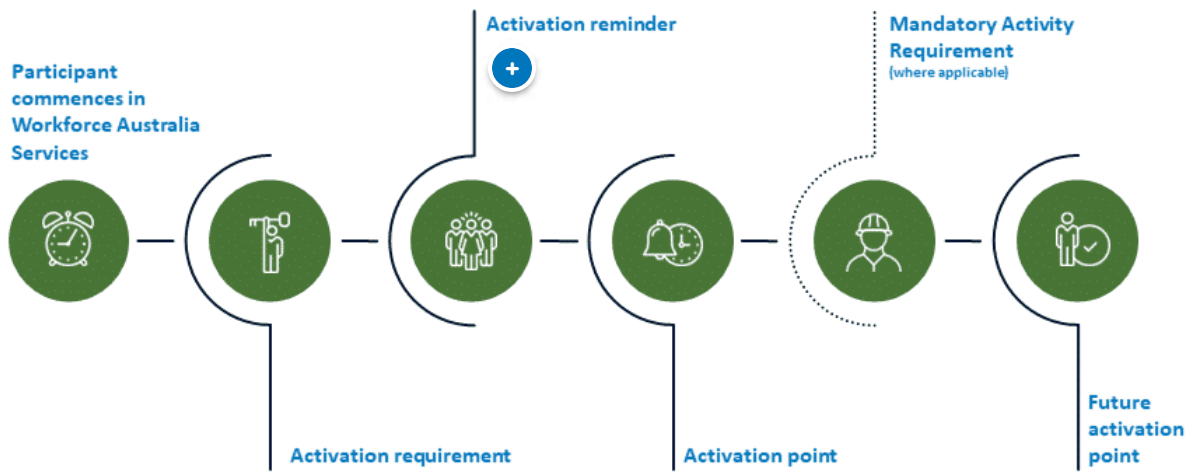 Participant
commences in
Workforce Australia
Services
Activation requirement
Activation reminder
+
Activation point
Mandatory Activity
Requirement
(where applicable)
Future
activation
point